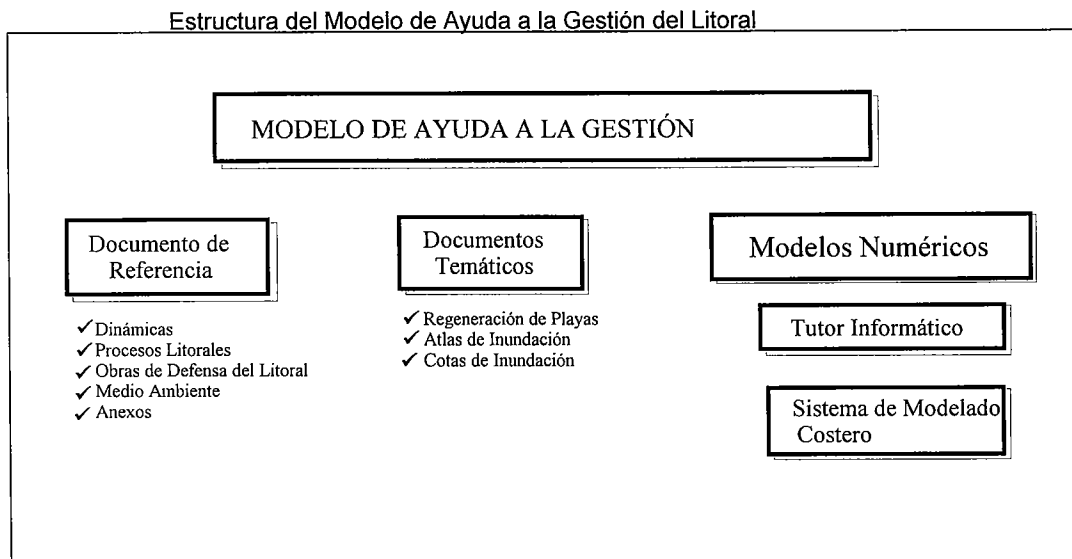 Estructura del Modelo de Ayuda a la Gestión del Litoral
MODELO DE AYUDA A LA GESTIÓN
Documento de
Referencia
✓ Dinámicas
✓ Procesos Litorales
✓ Obras de Defensa del Litoral
✓ Medio Ambiente
✓ Anexos
Documentos
Temáticos
✓ Regeneración de Playas
✓ Atlas de Inundación
✓ Cotas de Inundación
Modelos Numéricos
Tutor Informático
Sistema de Modelado
Costero